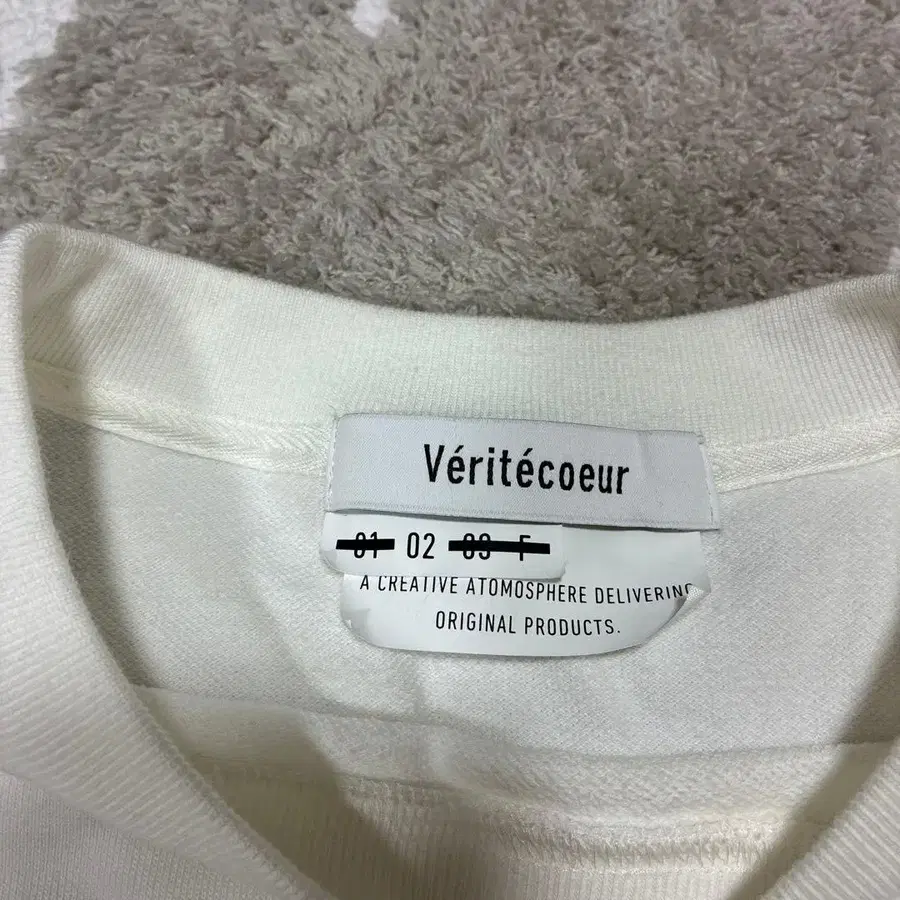 Véritécoeur
01 02 03 F
A CREATIVE ATOMOSPHERE DELIVERING
ORIGINAL PRODUCTS.